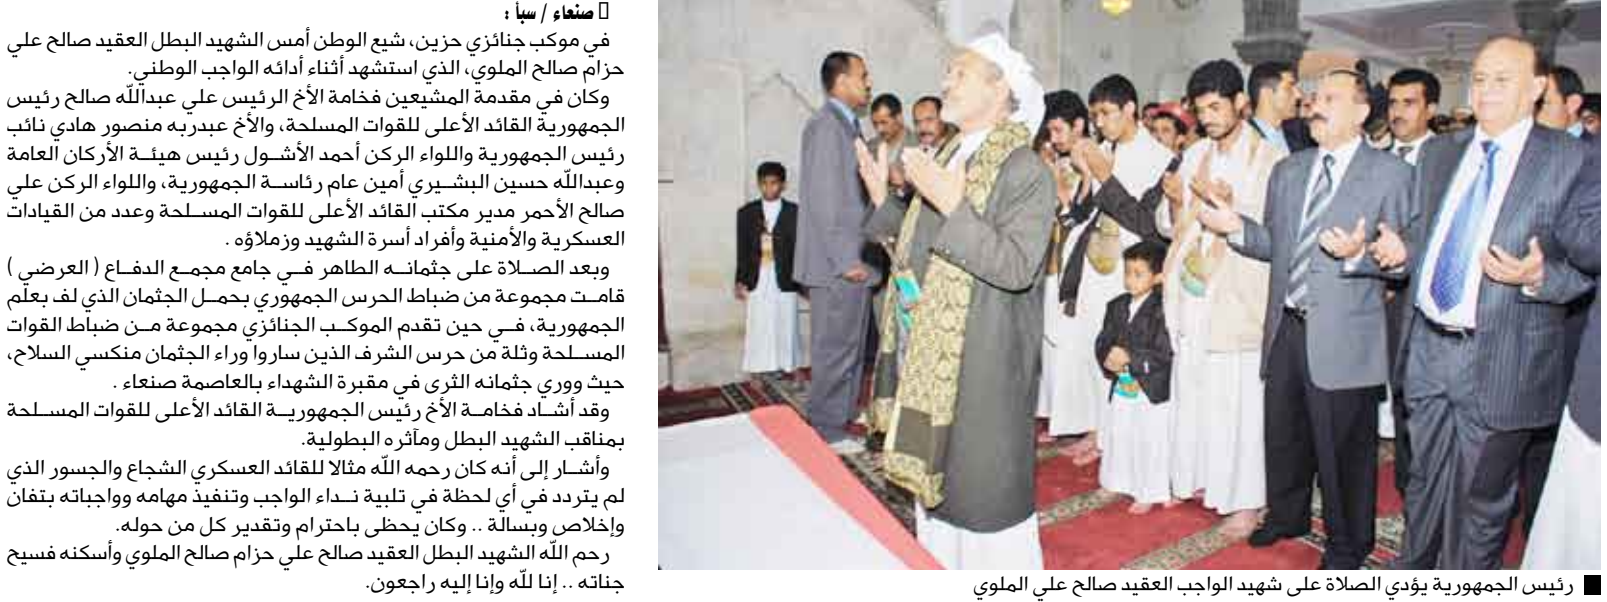 صنعاء / سبأ :
في موكب جنائزي حزين، شيع الوطن أمس الشهيد البطل العقيد صالح علي
حزام صالح الملوي، الذي استشهد أثناء أدائه الواجب الوطني.
وكان في مقدمة المشيعين فخامة الأخ الرئيس علي عبدالله صالح رئيس
الجمهورية القائد الأعلى للقوات المسلحة، والأخ عبدربه منصور هادي نائب
رئيس الجمهورية واللواء الركن أحمد الأشول رئيس هيئة الأركان العامة
وعبدالله حسين البشيري أمين عام رئاسة الجمهورية، واللواء الركن علي
صالح الأحمر مدير مكتب القائد الأعلى للقوات المسلحة وعدد من القيادات
العسكرية والأمنية وأفراد أسرة الشهيد وزملاؤه .
وبعد الصلاة على جثمانه الطاهر في جامع مجمع الدفاع ( العرضي )
قامت مجموعة من ضباط الحرس الجمهوري بحمل الجثمان الذي لف بعلم
الجمهورية، في حين تقدم الموكب الجنائزي مجموعة من ضباط القوات
المسلحة وثلة من حرس الشرف الذين ساروا وراء الجثمان منكسي السلاح،
حيث ووري جثمانه الثرى في مقبرة الشهداء بالعاصمة صنعاء .
وقد أشاد فخامة الأخ رئيس الجمهورية القائد الأعلى للقوات المسلحة
بمناقب الشهيد البطل ومآثره البطولية.
وأشار إلى أنه كان رحمه الله مثالا للقائد العسكري الشجاع والجسور الذي
لم يتردد في أي لحظة في تلبية نداء الواجب وتنفيذ مهامه وواجباته بتفان
وإخلاص وبسالة .. وكان يحظى باحترام وتقدير كل من حوله.
رحم الله الشهيد البطل العقيد صالح علي حزام صالح الملوي وأسكنه فسيح
جناته .. إنا لله وإنا إليه راجعون.
رئيس الجمهورية يؤدي الصلاة على شهيد الواجب العقيد صالح علي الملوي